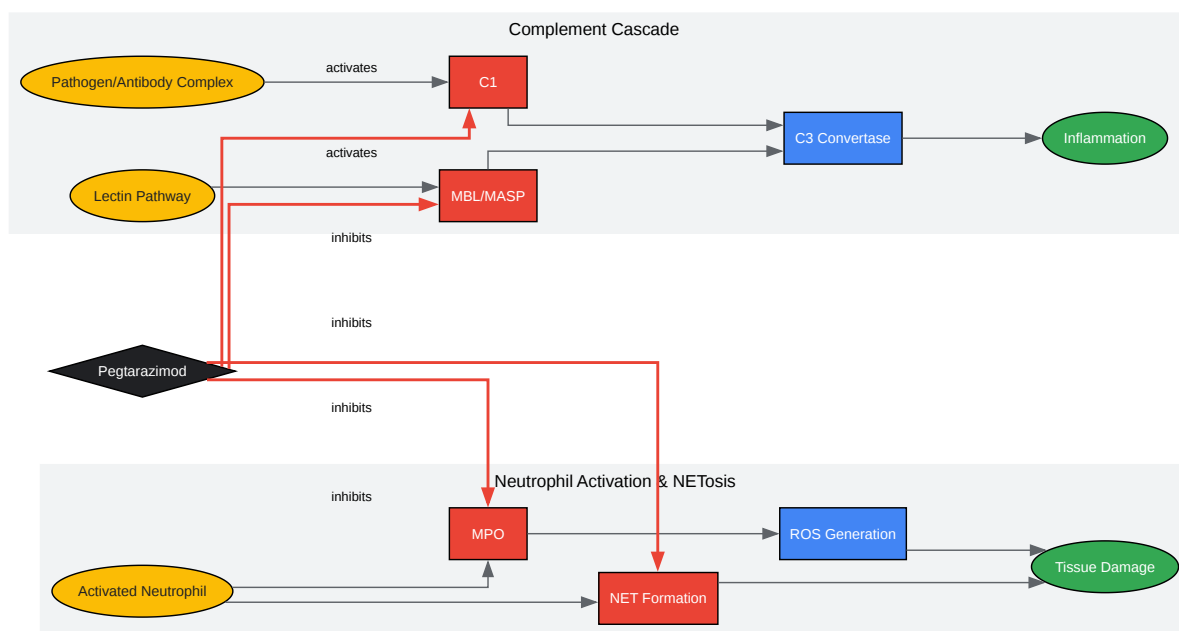 Complement Cascade
Pathogen/Antibody Complex
activates
C1
C3 Convertase
Inflammation
activates
Lectin Pathway
MBL/MASP
inhibits
inhibits
Pegtarazimod
inhibits
Neutrophil Activation & NETosis
inhibits
MPO
ROS Generation
Tissue Damage
Activated Neutrophil
NET Formation